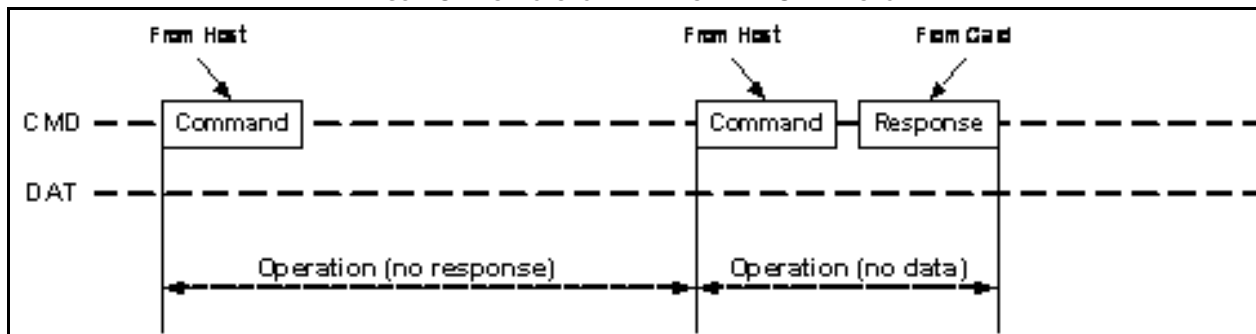 From Host
From Host
From Card
CMD
Command
Command
Response
DAT
Operation (no response)
Operation (no data)